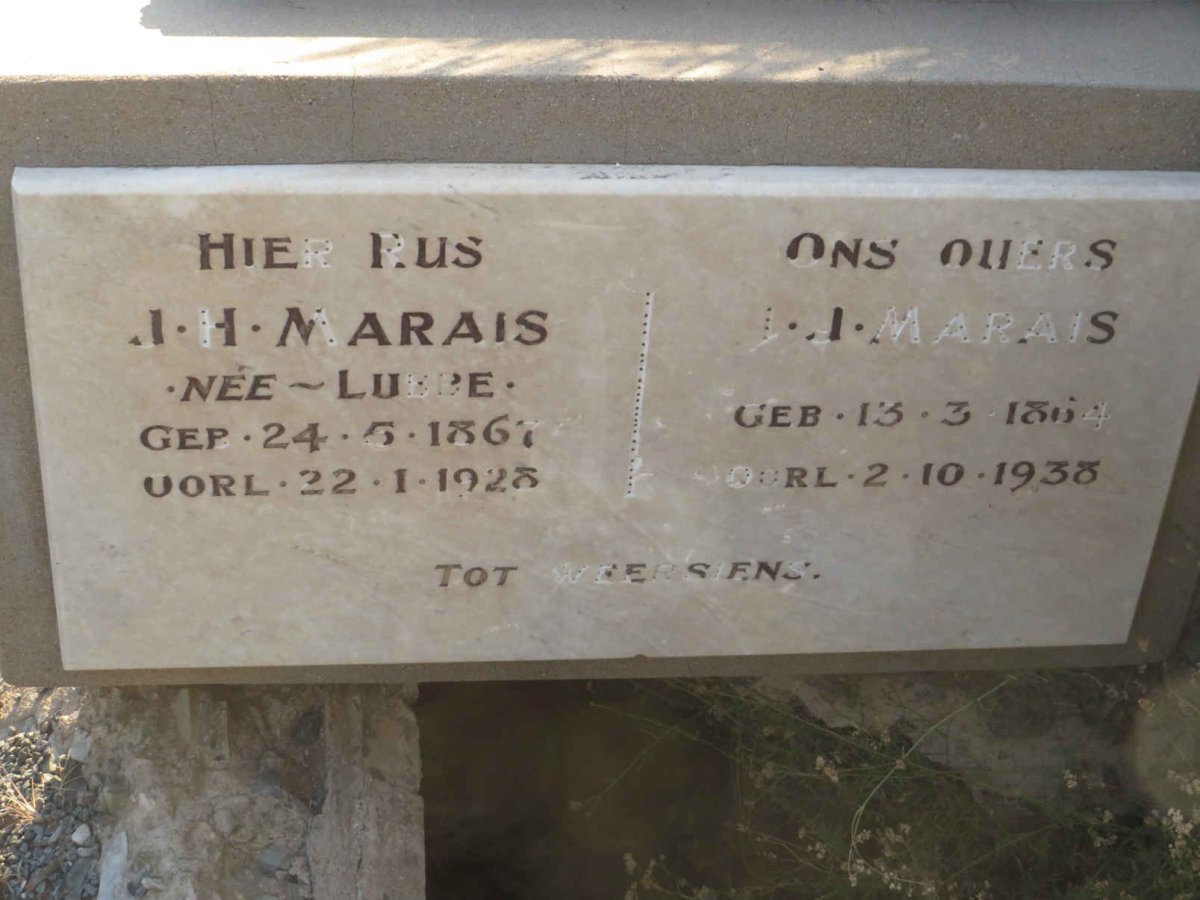 HIER RUS
J·H·MARAIS
·NÉE~LUBBE·
GEB·24·5·1867
OORL·22·1·1928
ONS OUERS
J·MARAIS
GEB·13·3·1864
OORL·2·10·1938
TOT WEERSIENS.